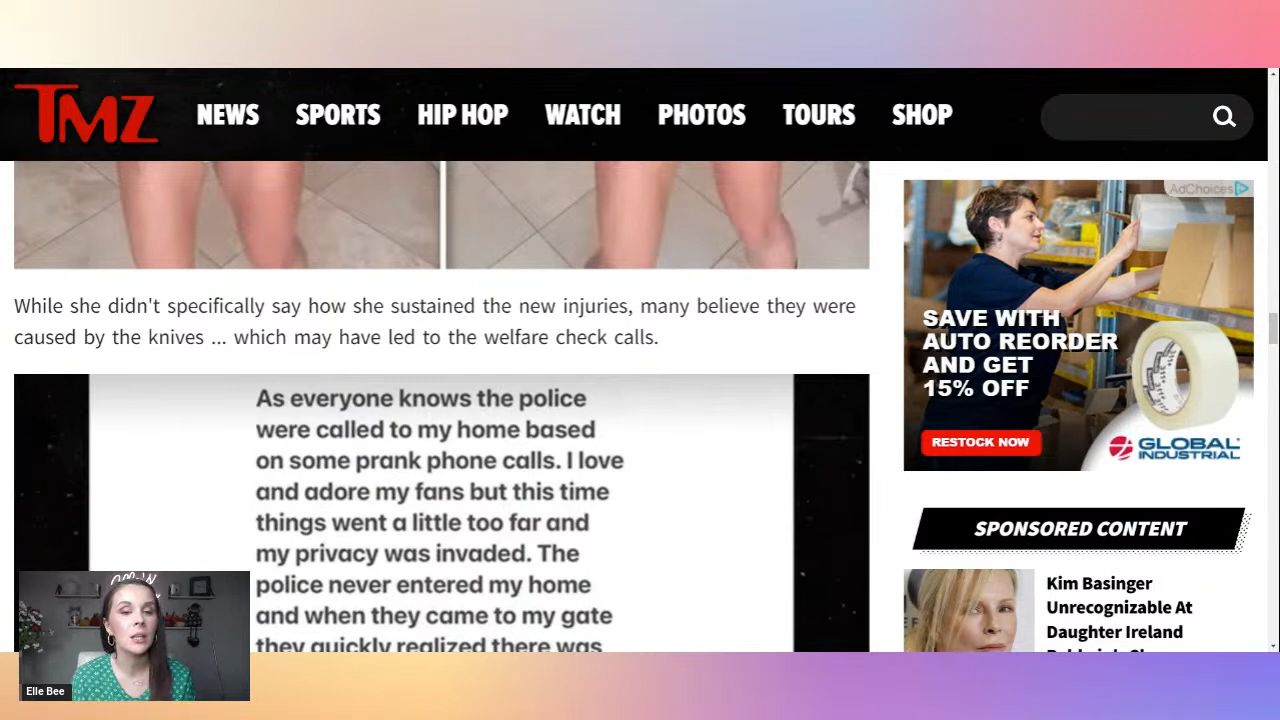 TMZ
NEWS SPORTS HIP HOP WATCH PHOTOS TOURS SHOP
While she didn't specifically say how she sustained the new injuries, many believe they were
caused by the knives ... which may have led to the welfare check calls.
As everyone knows the police
were called to my home based
on some prank phone calls. I love
and adore my fans but this time
things went a little too far and
my privacy was invaded. The
police never entered my home
and when they came to my gate
they quickly realized there was
AdChoices
SAVE WITH
AUTO REORDER
AND GET
15% OFF
RESTOCK NOW
GLOBAL
INDUSTRIAL
SPONSORED CONTENT
Kim Basinger
Unrecognizable At
Daughter Ireland
Elle Bee